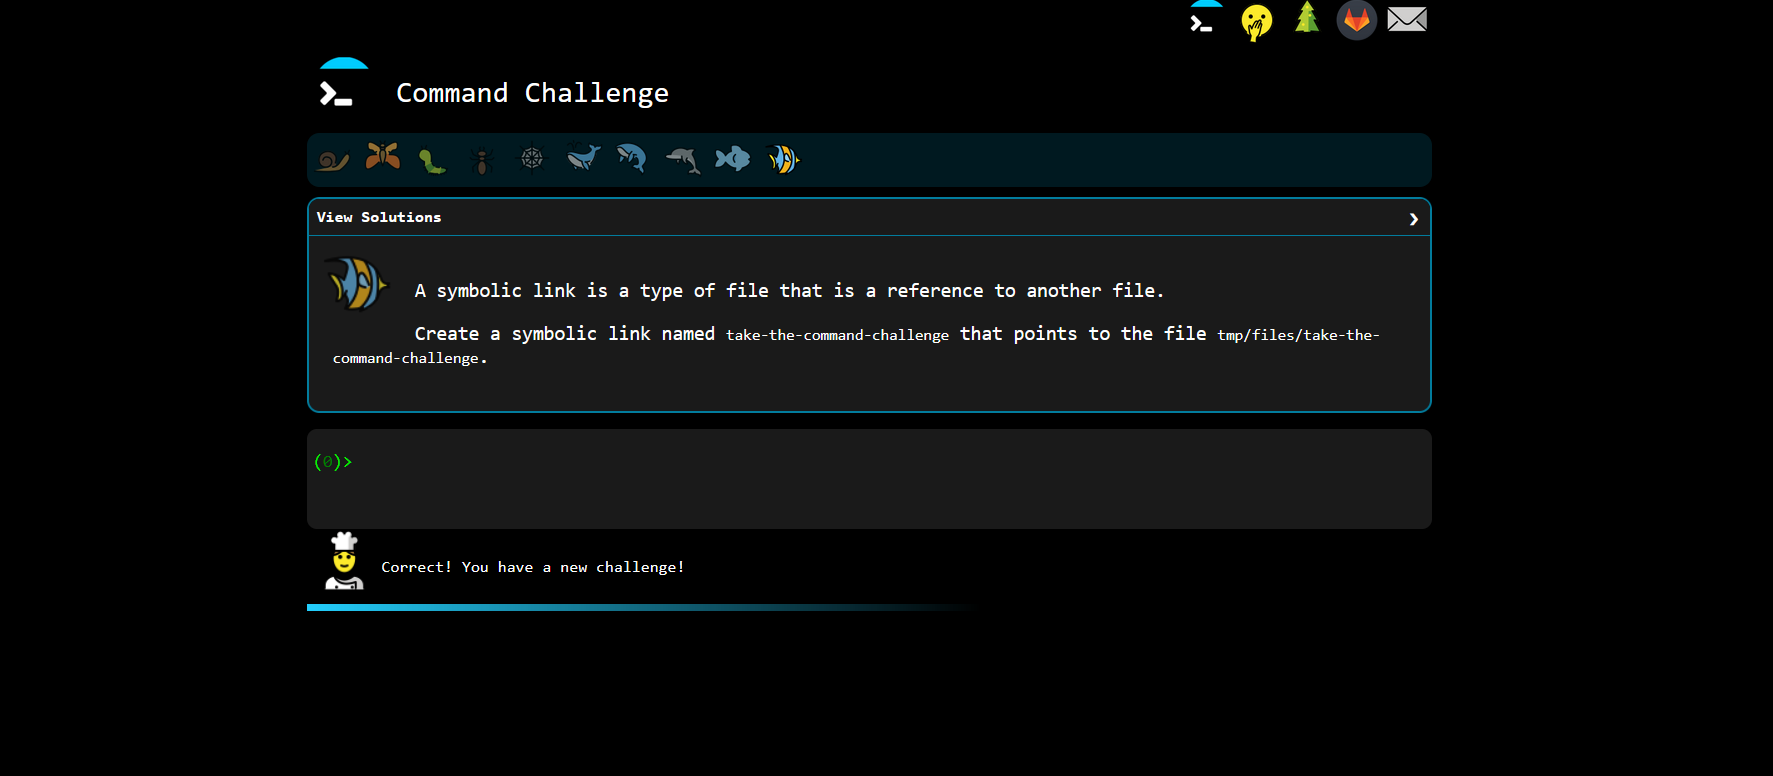 Command Challenge
View Solutions
A symbolic link is a type of file that is a reference to another file.
Create a symbolic link named take-the-command-challenge that points to the file tmp/files/take-the-
command-challenge.
(0)>
Correct! You have a new challenge!